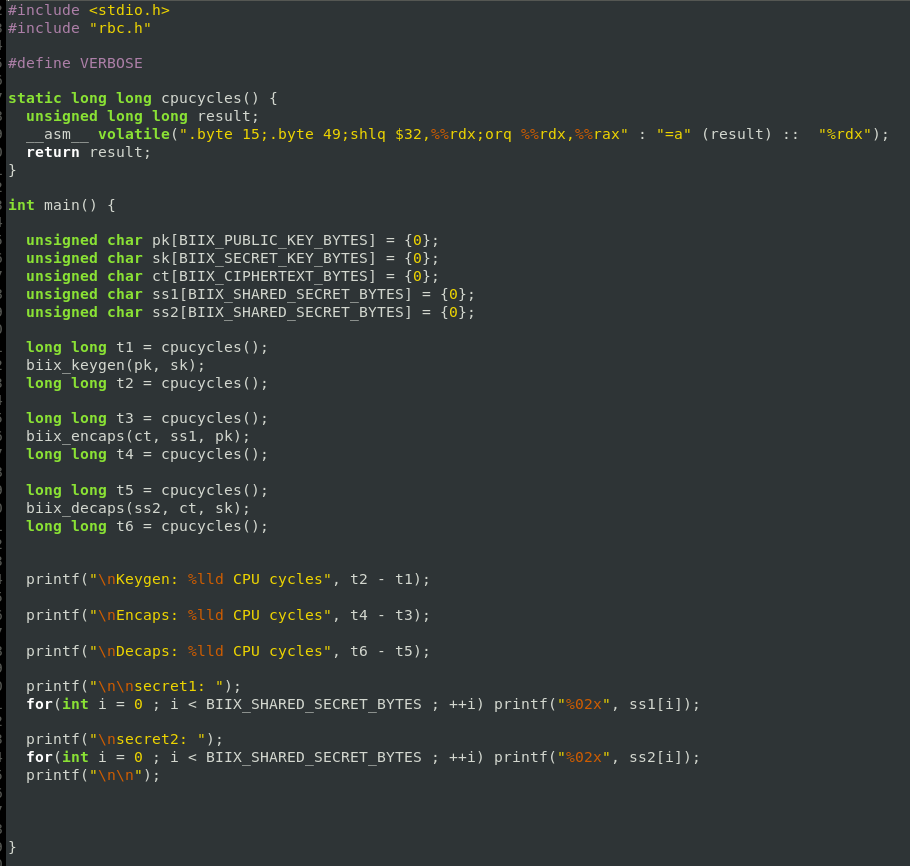 #include <stdio.h>
#include "rbc.h"
#define VERBOSE
static long long cpucycles() {
unsigned long long result;
__asm__ volatile(".byte 15;.byte 49;shlq $32,%%rdx;orq %%rdx,%%rax" : "=a" (result) ::  "%rdx");
return result;
}
int main() {
unsigned char pk[BIIX_PUBLIC_KEY_BYTES] = {0};
unsigned char sk[BIIX_SECRET_KEY_BYTES] = {0};
unsigned char ct[BIIX_CIPHERTEXT_BYTES] = {0};
unsigned char ss1[BIIX_SHARED_SECRET_BYTES] = {0};
unsigned char ss2[BIIX_SHARED_SECRET_BYTES] = {0};
long long t1 = cpucycles();
biix_keygen(pk, sk);
long long t2 = cpucycles();
long long t3 = cpucycles();
biix_encaps(ct, ss1, pk);
long long t4 = cpucycles();
long long t5 = cpucycles();
biix_decaps(ss2, ct, sk);
long long t6 = cpucycles();
printf("\nKeygen: %lld CPU cycles", t2 - t1);
printf("\nEncaps: %lld CPU cycles", t4 - t3);
printf("\nDecaps: %lld CPU cycles", t6 - t5);
printf("\n\nsecret1: ");
for(int i = 0 ; i < BIIX_SHARED_SECRET_BYTES ; ++i) printf("%02x", ss1[i]);
printf("\nsecret2: ");
for(int i = 0 ; i < BIIX_SHARED_SECRET_BYTES ; ++i) printf("%02x", ss2[i]);
printf("\n\n");
}